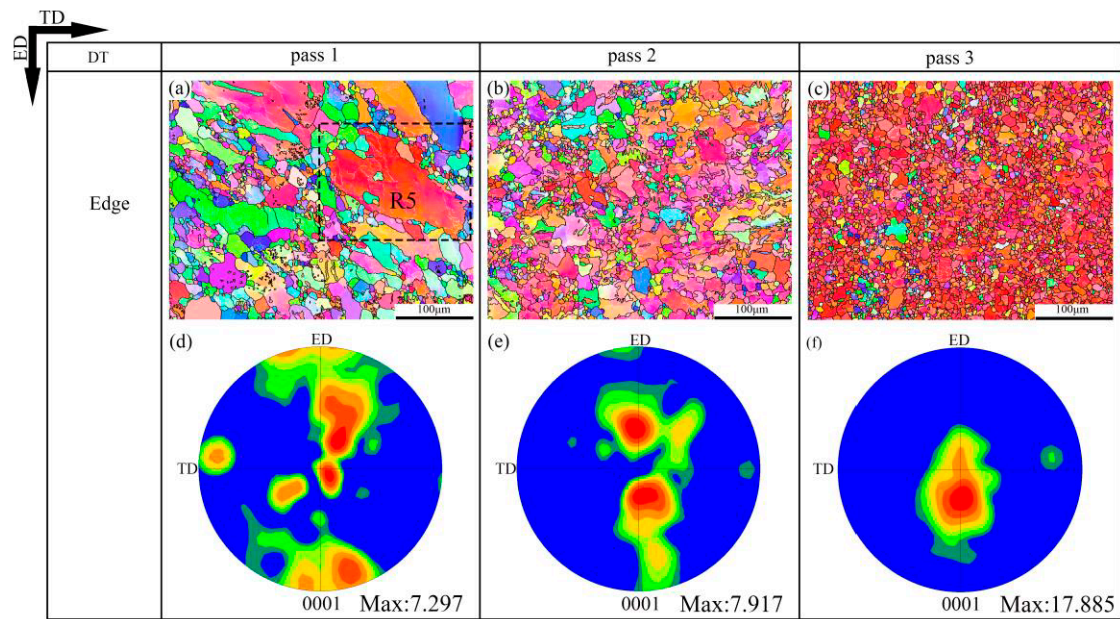 TD
ED
DT pass 1 pass 2 pass 3
Edge
(a) (b) (c)
R5
100μm 100μm 100μm
(d) ED (e) ED (f) ED
TD TD TD
0001 Max:7.297 0001 Max:7.917 0001 Max:17.885